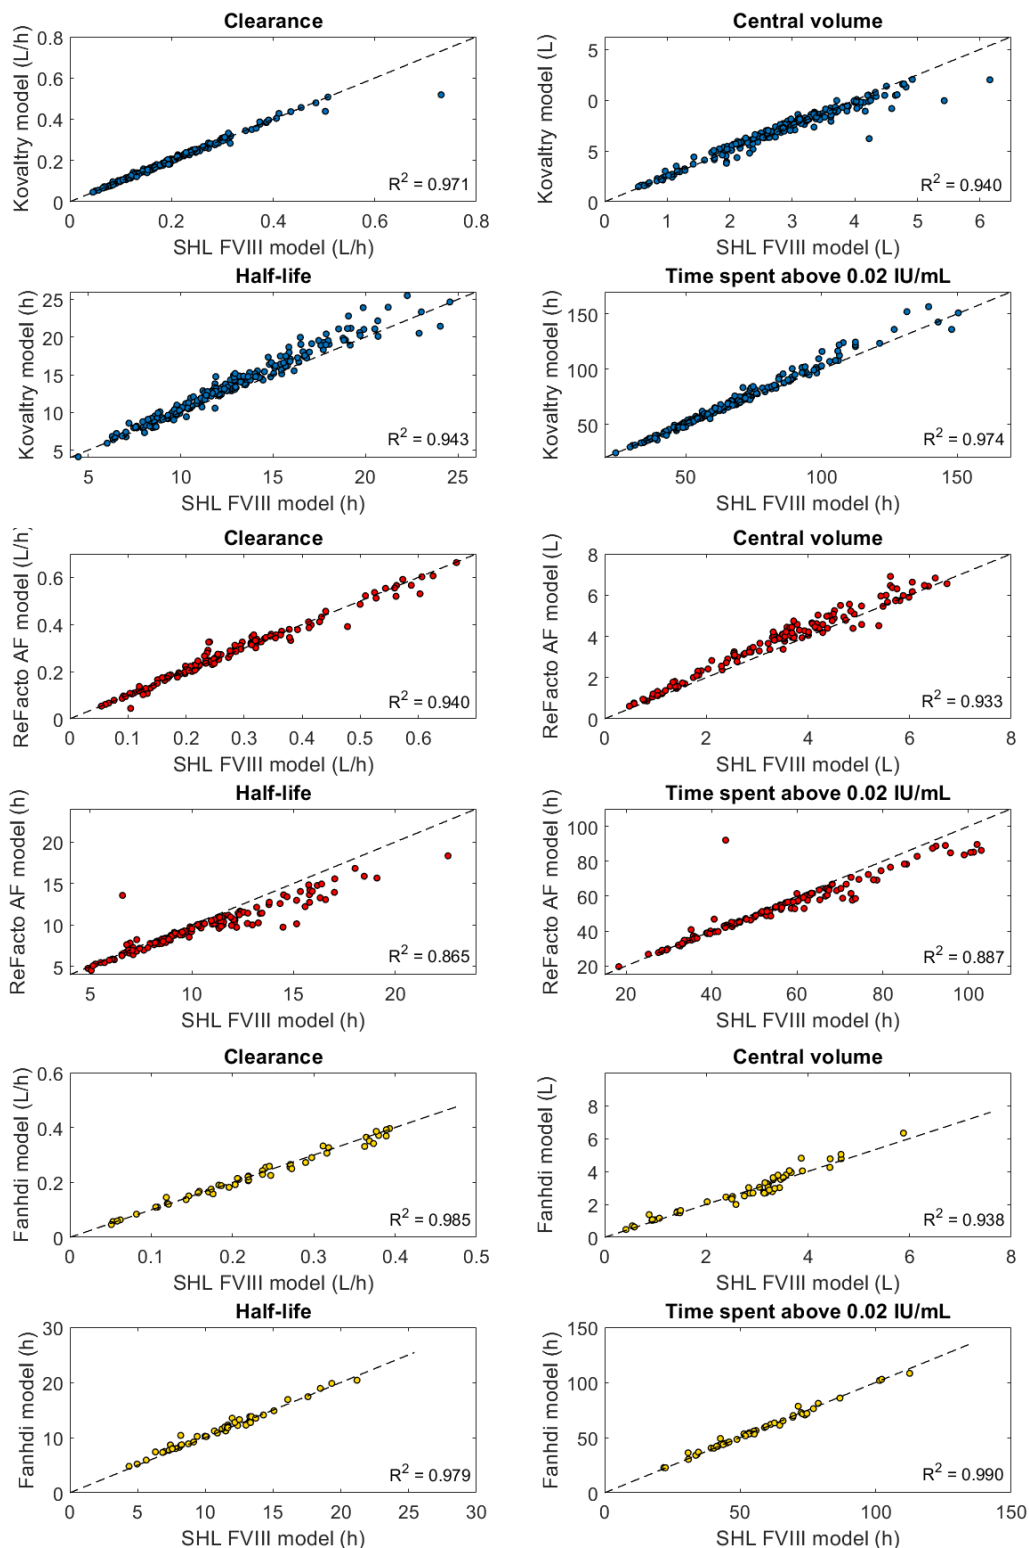 Clearance
Kovaltry model (L/h)
0.8
0.6
0.4
0.2
0
R² = 0.971
0
0.2
0.4
0.6
0.8
SHL FVIII model (L/h)
Central volume
Kovaltry model (L)
5
0
5
0
R² = 0.940
0
1
2
3
4
5
6
SHL FVIII model (L)
Half-life
Kovaltry model (h)
25
20
15
10
5
R² = 0.943
5
10
15
20
25
SHL FVIII model (h)
Time spent above 0.02 IU/mL
Kovaltry model (h)
150
100
50
R² = 0.974
50
100
150
SHL FVIII model (h)
Clearance
ReFacto AF model (L/h)
0.6
0.4
0.2
0
R² = 0.940
0
0.1
0.2
0.3
0.4
0.5
0.6
SHL FVIII model (L/h)
Central volume
ReFacto AF model (L)
8
6
4
2
0
R² = 0.933
0
2
4
6
8
SHL FVIII model (L)
Half-life
ReFacto AF model (h)
20
15
10
5
R² = 0.865
5
10
15
20
SHL FVIII model (h)
Time spent above 0.02 IU/mL
ReFacto AF model (h)
100
80
60
40
20
R² = 0.887
20
40
60
80
100
SHL FVIII model (h)
Clearance
Fanhdi model (L/h)
0.6
0.4
0.2
0
R² = 0.985
0
0.1
0.2
0.3
0.4
0.5
SHL FVIII model (L/h)
Central volume
Fanhdi model (L)
8
6
4
2
0
R² = 0.938
0
2
4
6
8
SHL FVIII model (L)
Half-life
Fanhdi model (h)
30
20
10
0
R² = 0.979
0
5
10
15
20
25
30
SHL FVIII model (h)
Time spent above 0.02 IU/mL
Fanhdi model (h)
150
100
50
0
R² = 0.990
0
50
100
150
SHL FVIII model (h)